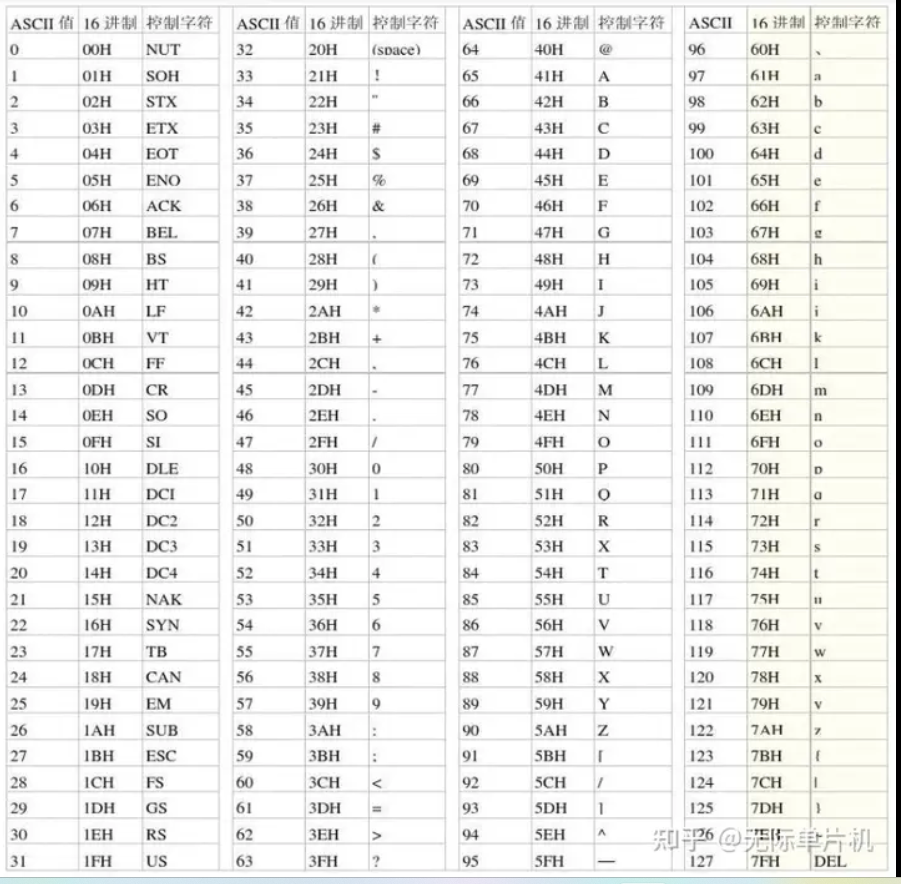 ASCII 值 16 进制 控制字符 ASCII 值 16 进制 控制字符 ASCII 值 16 进制 控制字符 ASCII 16 进制 控制字符
0 00H NUT 32 20H (space) 64 40H @ 96 60H 、
1 01H SOH 33 21H ! 65 41H A 97 61H a
2 02H STX 34 22H " 66 42H B 98 62H b
3 03H ETX 35 23H # 67 43H C 99 63H c
4 04H EOT 36 24H $ 68 44H D 100 64H d
5 05H ENO 37 25H % 69 45H E 101 65H e
6 06H ACK 38 26H & 70 46H F 102 66H f
7 07H BEL 39 27H , 71 47H G 103 67H g
8 08H BS 40 28H ( 72 48H H 104 68H h
9 09H HT 41 29H ) 73 49H I 105 69H i
10 0AH LF 42 2AH * 74 4AH J 106 6AH j
11 0BH VT 43 2BH + 75 4BH K 107 6BH k
12 0CH FF 44 2CH , 76 4CH L 108 6CH l
13 0DH CR 45 2DH - 77 4DH M 109 6DH m
14 0EH SO 46 2EH . 78 4EH N 110 6EH n
15 0FH SI 47 2FH / 79 4FH O 111 6FH o
16 10H DLE 48 30H 0 80 50H P 112 70H p
17 11H DCI 49 31H 1 81 51H Q 113 71H q
18 12H DC2 50 32H 2 82 52H R 114 72H r
19 13H DC3 51 33H 3 83 53H X 115 73H s
20 14H DC4 52 34H 4 84 54H T 116 74H t
21 15H NAK 53 35H 5 85 55H U 117 75H u
22 16H SYN 54 36H 6 86 56H V 118 76H v
23 17H TB 55 37H 7 87 57H W 119 77H w
24 18H CAN 56 38H 8 88 58H X 120 78H x
25 19H EM 57 39H 9 89 59H Y 121 79H y
26 1AH SUB 58 3AH : 90 5AH Z 122 7AH z
27 1BH ESC 59 3BH ; 91 5BH [ 123 7BH {
28 1CH FS 60 3CH < 92 5CH / 124 7CH |
29 1DH GS 61 3DH = 93 5DH ] 125 7DH }
30 1EH RS 62 3EH > 94 5EH ^ 126 7EH
31 1FH US 63 3FH ? 95 5FH — 127 7FH DEL
知乎 @无际单片机